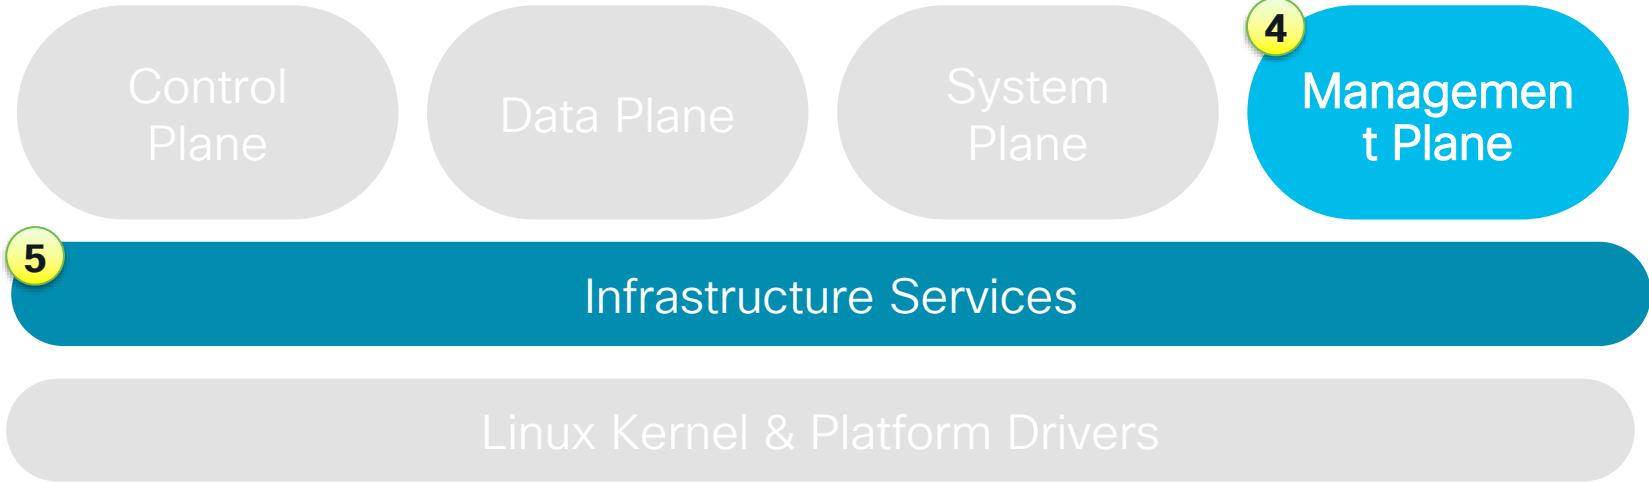 Control
Plane
Data Plane
System
Plane
4
Managemen
t Plane
5
Infrastructure Services
Linux Kernel & Platform Drivers